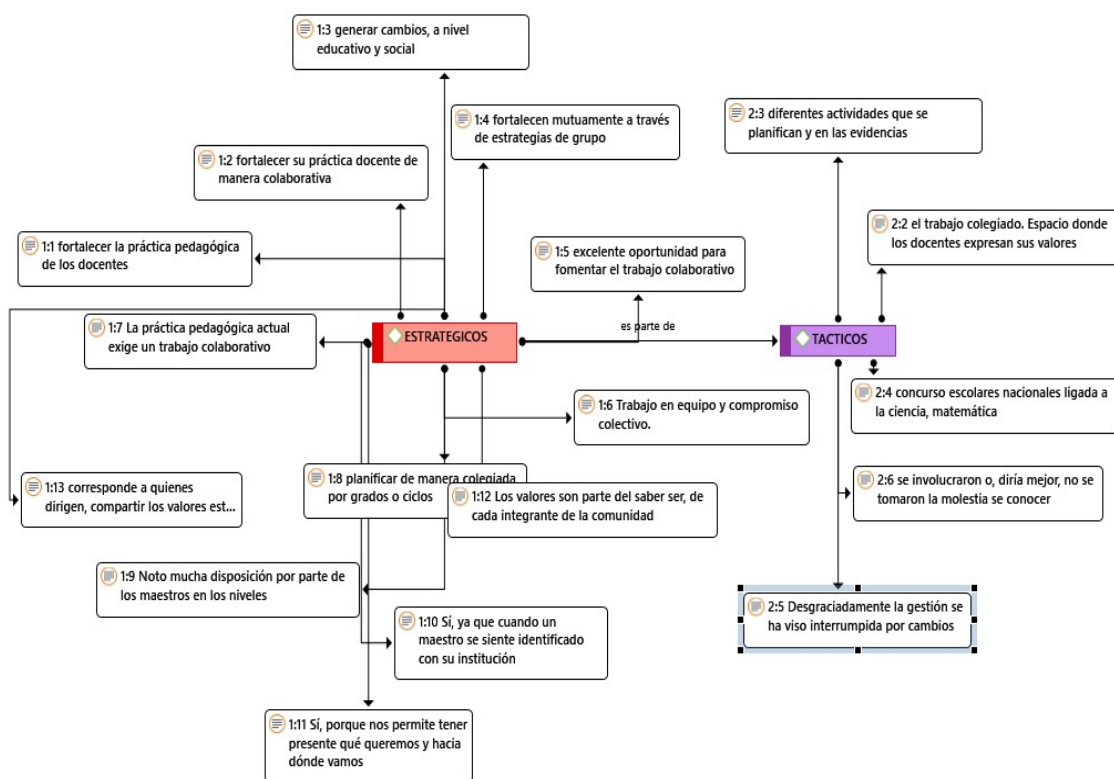 1:3 generar cambios, a nivel
educativo y social
1:4 fortalecen mutuamente a través
de estrategias de grupo
2:3 diferentes actividades que se
planifican y en las evidencias
1:2 fortalecer su práctica docente de
manera colaborativa
2:2 el trabajo colegiado. Espacio donde
los docentes expresan sus valores
1:1 fortalecer la práctica pedagógica
de los docentes
1:5 excelente oportunidad para
fomentar el trabajo colaborativo
1:7 La práctica pedagógica actual
exige un trabajo colaborativo
ESTRATEGICOS
es parte de
TACTICOS
2:4 concurso escolares nacionales ligada a
la ciencia, matemática
1:6 Trabajo en equipo y compromiso
colectivo.
1:8 planificar de manera colegiada
por grados o ciclos
1:12 Los valores son parte del saber ser, de
cada integrante de la comunidad
2:6 se involucraron o, diría mejor, no se
tomaron la molestia se conocer
1:13 corresponde a quienes
dirigen, compartir los valores est...
1:9 Noto mucha disposición por parte de
los maestros en los niveles
2:5 Desgraciadamente la gestión se
ha viso interrumpida por cambios
1:10 Sí, ya que cuando un
maestro se siente identificado
con su institución
1:11 Sí, porque nos permite tener
presente qué queremos y hacia
dónde vamos